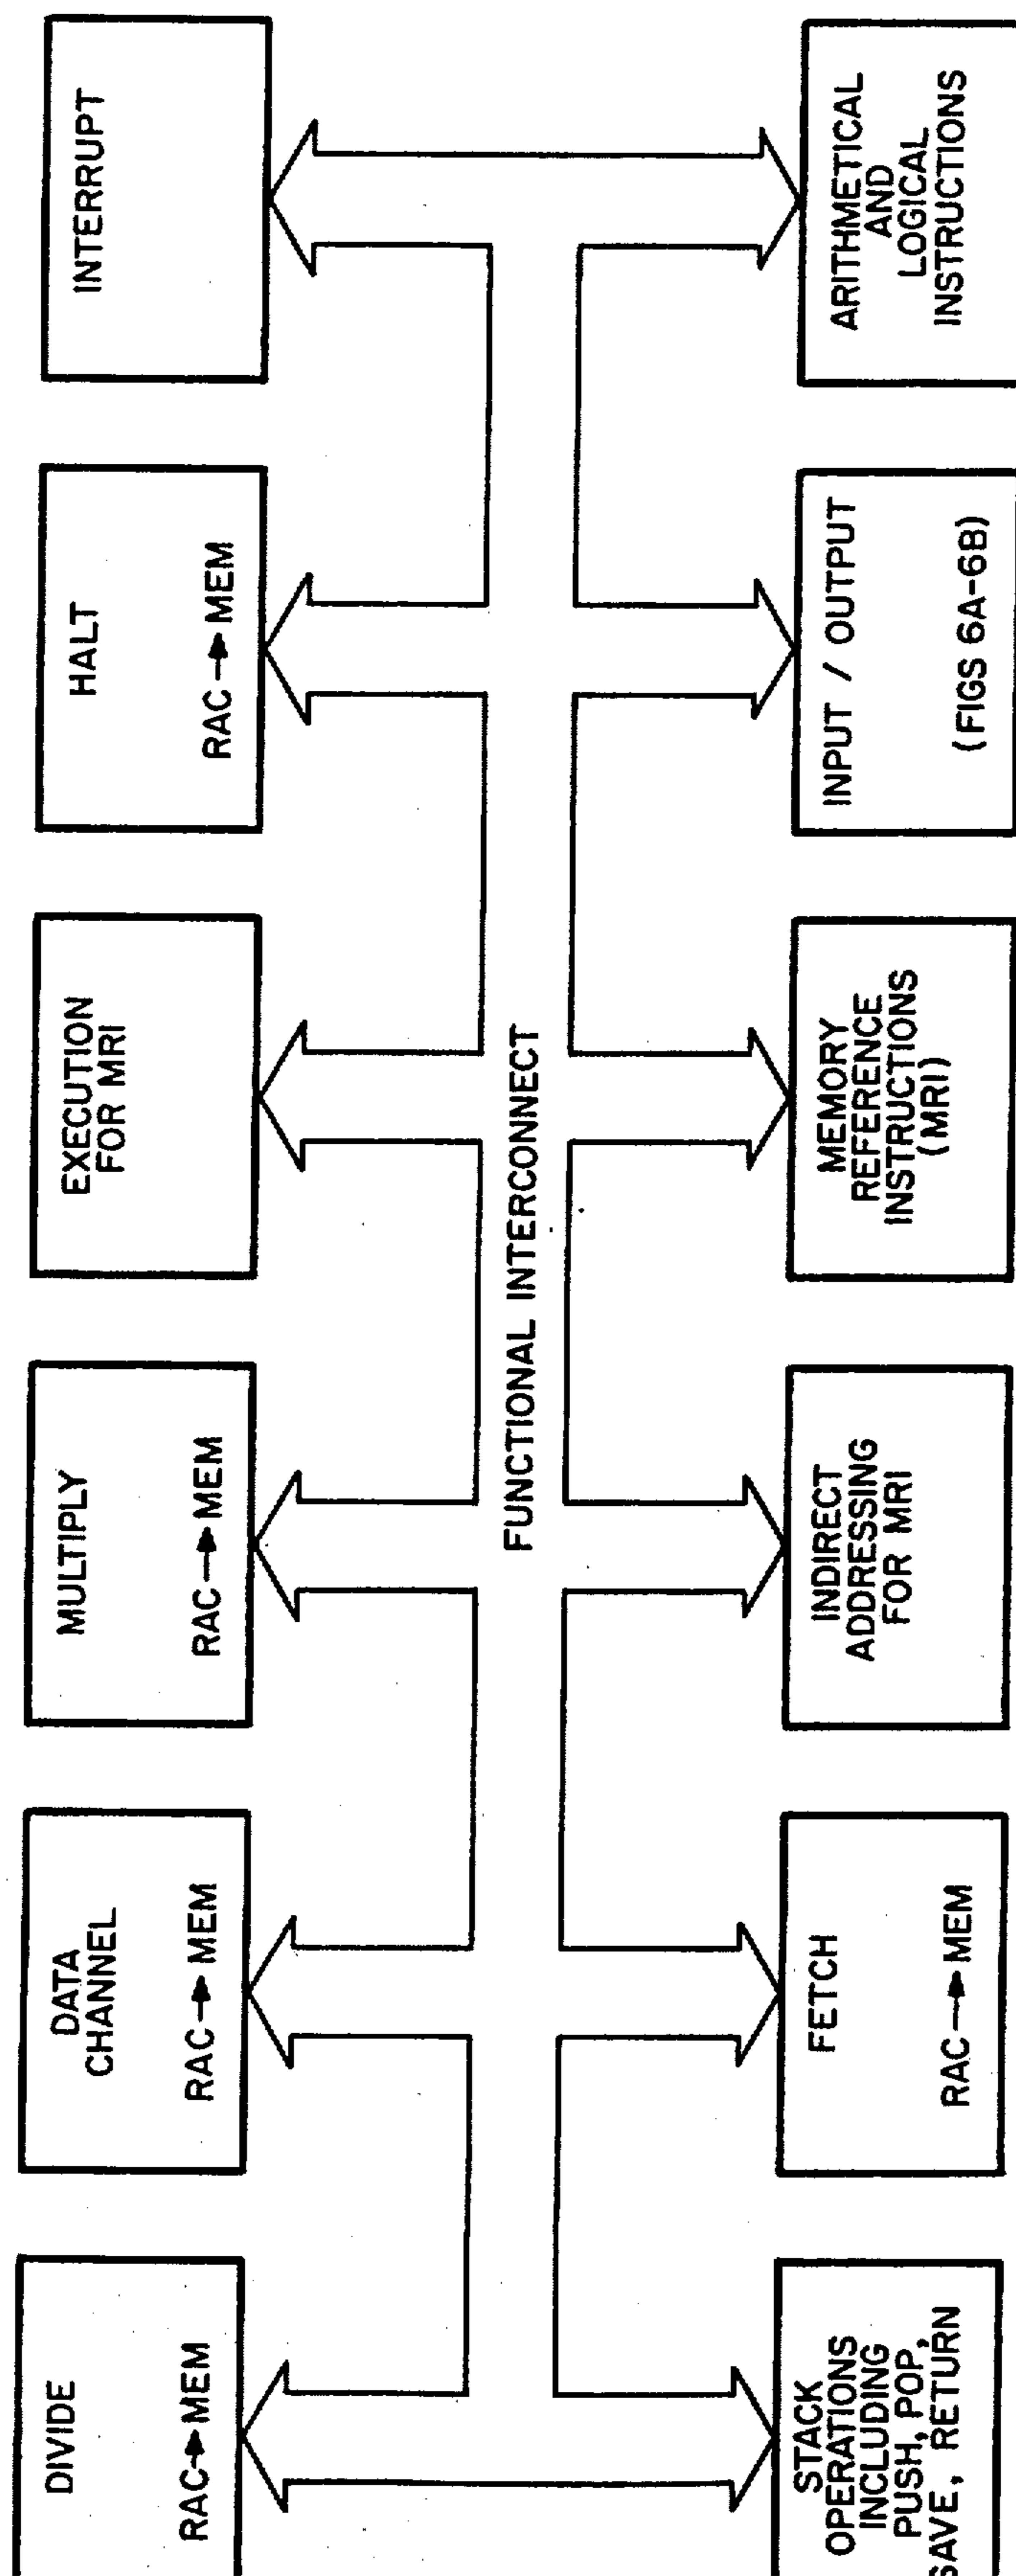 DIVIDE
RAC→MEM
DATA
CHANNEL
RAC→MEM
MULTIPLY
RAC→MEM
EXECUTION
FOR MRI
HALT
RAC→MEM
INTERRUPT
FUNCTIONAL INTERCONNECT
STACK
OPERATIONS
INCLUDING
PUSH, POP,
SAVE, RETURN
FETCH
RAC→MEM
INDIRECT
ADDRESSING
FOR MRI
MEMORY
REFERENCE
INSTRUCTIONS
(MRI)
INPUT / OUTPUT
(FIGS 6A-6B)
ARITHMETICAL
AND
LOGICAL
INSTRUCTIONS